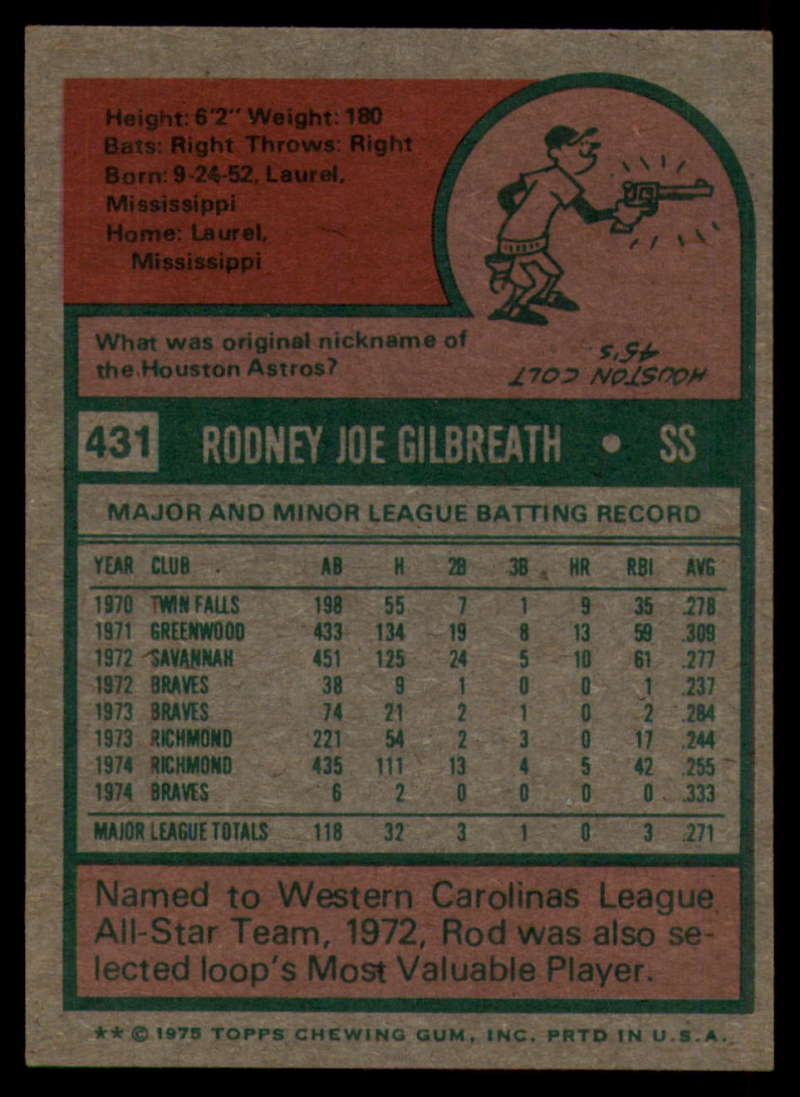 Height: 6'2" Weight: 180
Bats: Right Throws: Right
Born: 9-24-52, Laurel,
Mississippi
Home: Laurel,
Mississippi
What was original nickname of
the Houston Astros?
HOUSTON COLT
45'S
431 RODNEY JOE GILBREATH • SS
MAJOR AND MINOR LEAGUE BATTING RECORD
YEAR CLUB AB H 2B 3B HR RBI AVG
1970 TWIN FALLS 198 55 7 1 9 35 .278
1971 GREENWOOD 433 134 19 8 13 59 .309
1972 SAVANNAH 451 125 24 5 10 61 .277
1972 BRAVES 38 9 1 0 0 1 .237
1973 BRAVES 74 21 2 1 0 2 .284
1973 RICHMOND 221 54 2 3 0 17 .244
1974 RICHMOND 435 111 13 4 5 42 .255
1974 BRAVES 6 2 0 0 0 0 .333
MAJOR LEAGUE TOTALS 118 32 3 1 0 3 .271
Named to Western Carolinas League
All-Star Team, 1972, Rod was also se-
lected loop's Most Valuable Player.
** © 1975 TOPPS CHEWING GUM, INC. PRTD IN U.S.A.